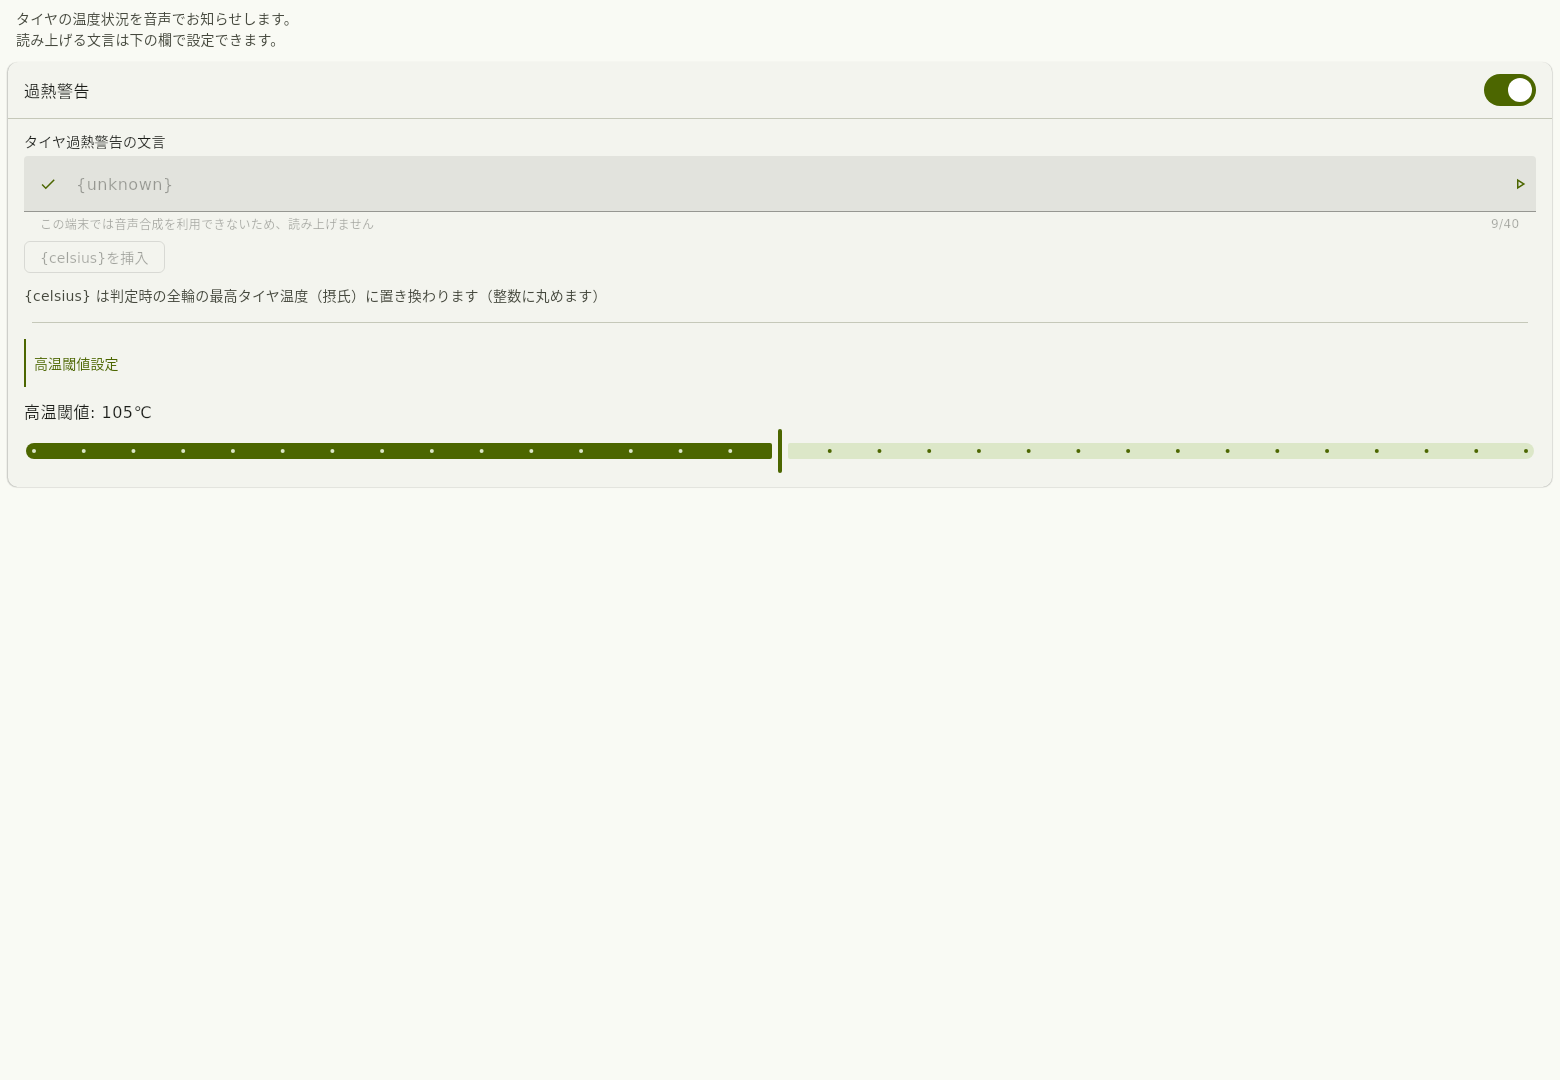 タイヤの温度状況を音声でお知らせします。
読み上げる文言は下の欄で設定できます。
過熱警告
タイヤ過熱警告の文言
{unknown}
この端末では音声合成を利用できないため、読み上げません
9/40
{celsius}を挿入
{celsius} は判定時の全輪の最高タイヤ温度（摂氏）に置き換わります（整数に丸めます）
高温閾値設定
高温閾値: 105℃